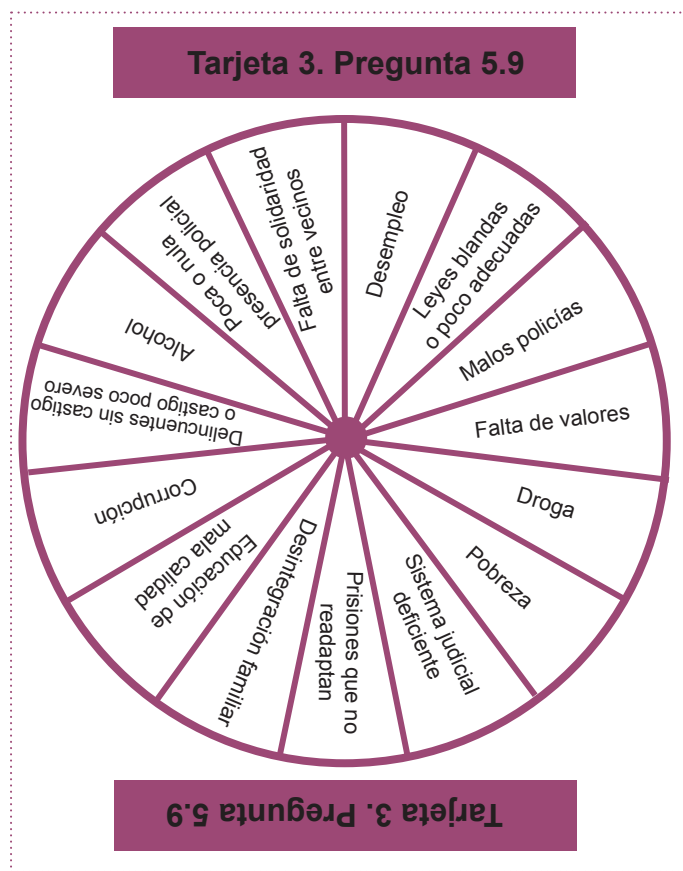 Tarjeta 3. Pregunta 5.9
Desempleo
Leyes blandas
o poco adecuadas
Malos policías
Falta de valores
Droga
Pobreza
Sistema judicial
deficiente
Prisiones que no
readaptan
Desintegración familiar
Educación de
mala calidad
Corrupción
Delincuentes sin castigo
o castigo poco severo
Alcohol
Poca o nula
presencia policial
Falta de solidaridad
entre vecinos
Tarjeta 3. Pregunta 5.9